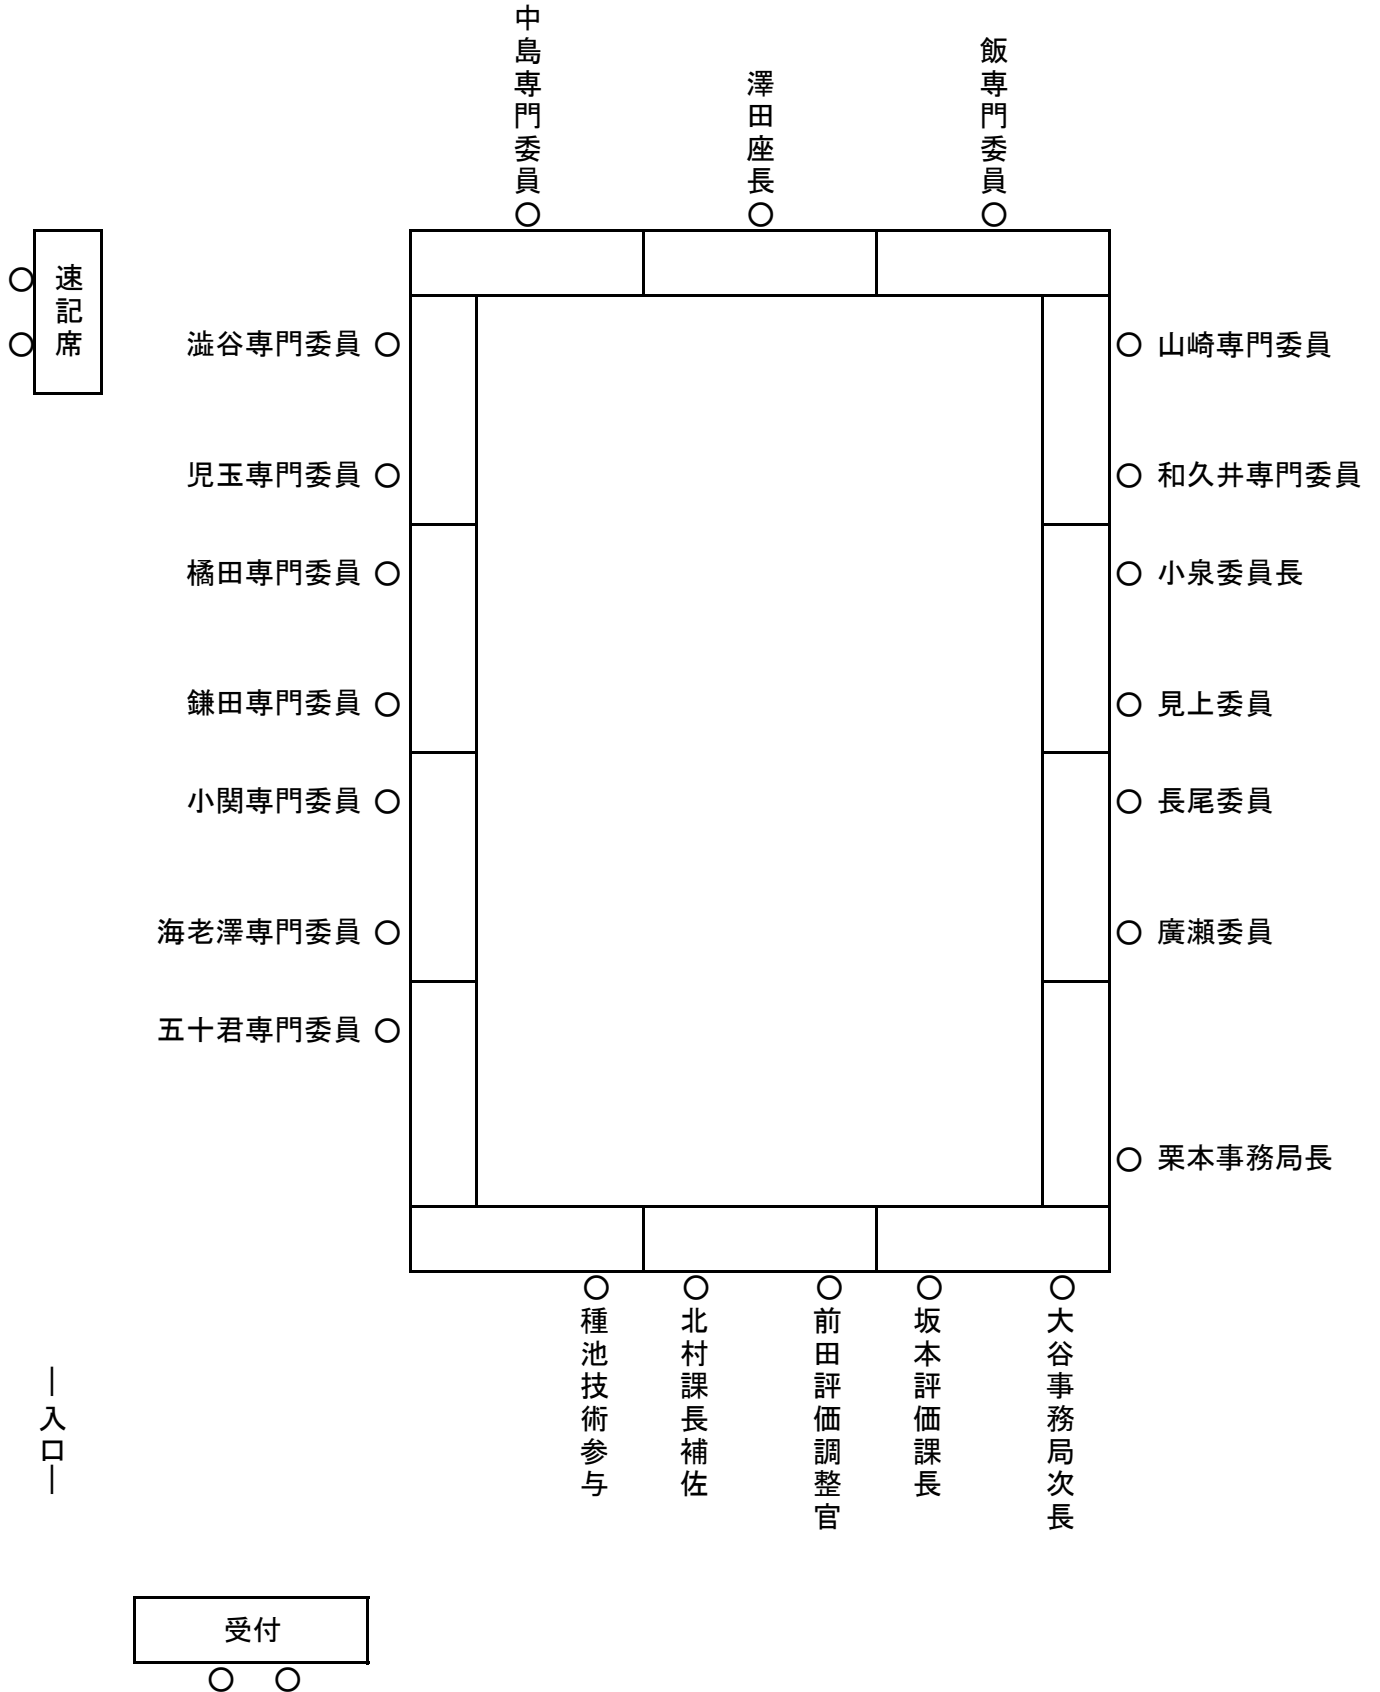 中島専門委員
澤田座長
飯専門委員
速記席
澁谷専門委員
山崎専門委員
児玉専門委員
和久井専門委員
橘田専門委員
小泉委員長
鎌田専門委員
見上委員
小関専門委員
長尾委員
海老澤専門委員
廣瀬委員
五十君専門委員
栗本事務局長
種池技術参与
北村課長補佐
前田評価調整官
坂本評価課長
大谷事務局次長
―入口―
受付